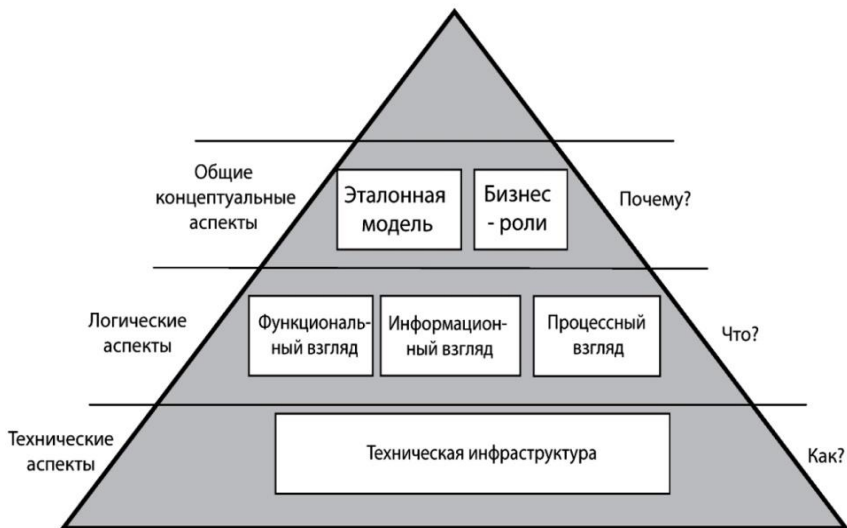 Общие
концептуальные
аспекты
Эталонная
модель
Бизнес
- роли
Почему?
Логические
аспекты
Функциональ-
ный взгляд
Информацион-
ный взгляд
Процессный
взгляд
Что?
Технические
аспекты
Техническая инфраструктура
Как?